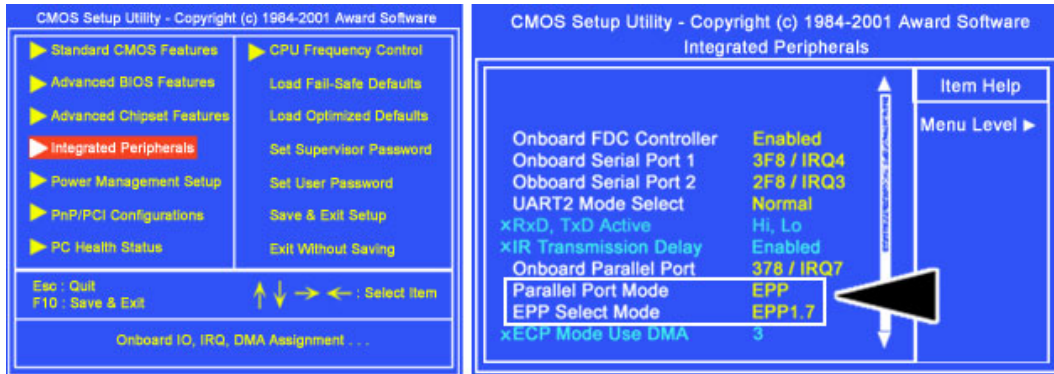 CMOS Setup Utility - Copyright (c) 1984-2001 Award Software
Standard CMOS Features
Advanced BIOS Features
Advanced Chipset Features
Integrated Peripherals
Power Management Setup
PnP/PCI Configurations
PC Health Status
CPU Frequency Control
Load Fail-Safe Defaults
Load Optimized Defaults
Set Supervisor Password
Set User Password
Save & Exit Setup
Exit Without Saving
Esc : Quit
F10 : Save & Exit
↑ ↓ → ← : Select Item
Onboard IO, IRQ, DMA Assignment . . .
CMOS Setup Utility - Copyright (c) 1984-2001 Award Software
Integrated Peripherals
Onboard FDC Controller Enabled
Onboard Serial Port 1 3F8 / IRQ4
Obboard Serial Port 2 2F8 / IRQ3
UART2 Mode Select Normal
xRxD, TxD Active Hi, Lo
xIR Transmission Delay Enabled
Onboard Parallel Port 378 / IRQ7
Parallel Port Mode EPP
EPP Select Mode EPP1.7
xECP Mode Use DMA 3
Item Help
Menu Level ►